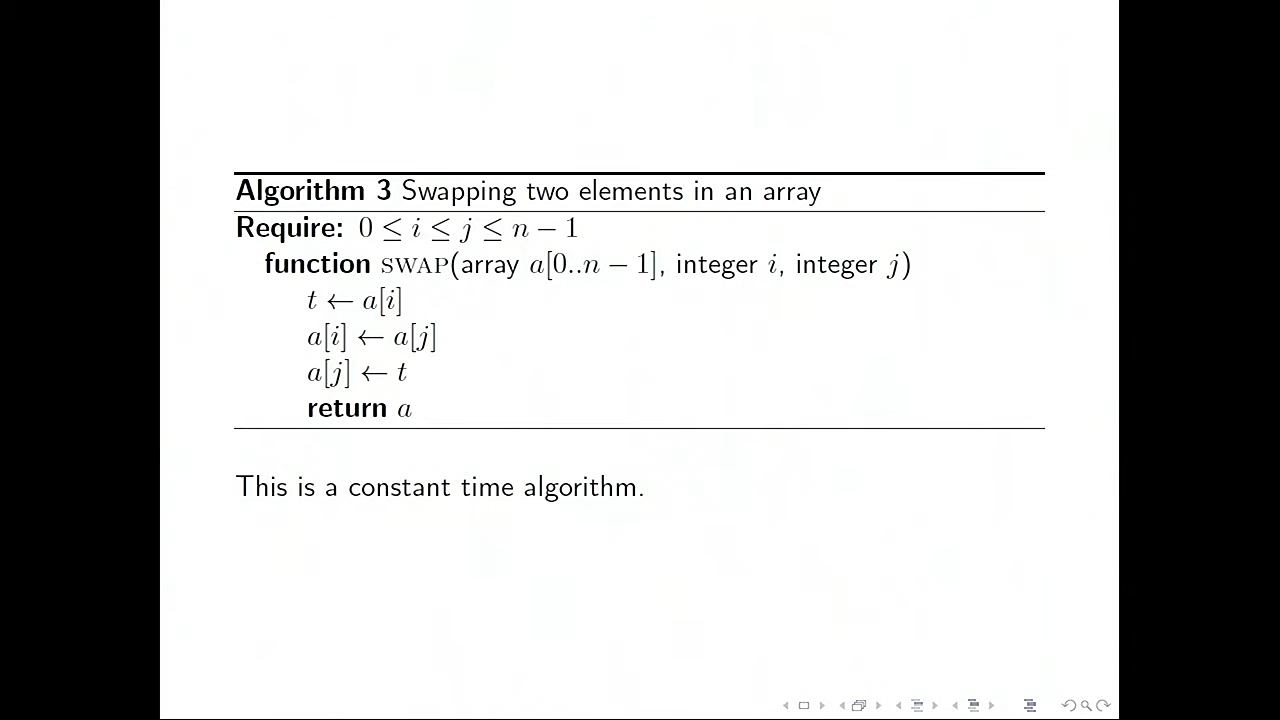 Algorithm 3 Swapping two elements in an array
Require: 0 ≤ i ≤ j ≤ n − 1
function SWAP(array a[0..n − 1], integer i, integer j)
t ← a[i]
a[i] ← a[j]
a[j] ← t
return a
This is a constant time algorithm.